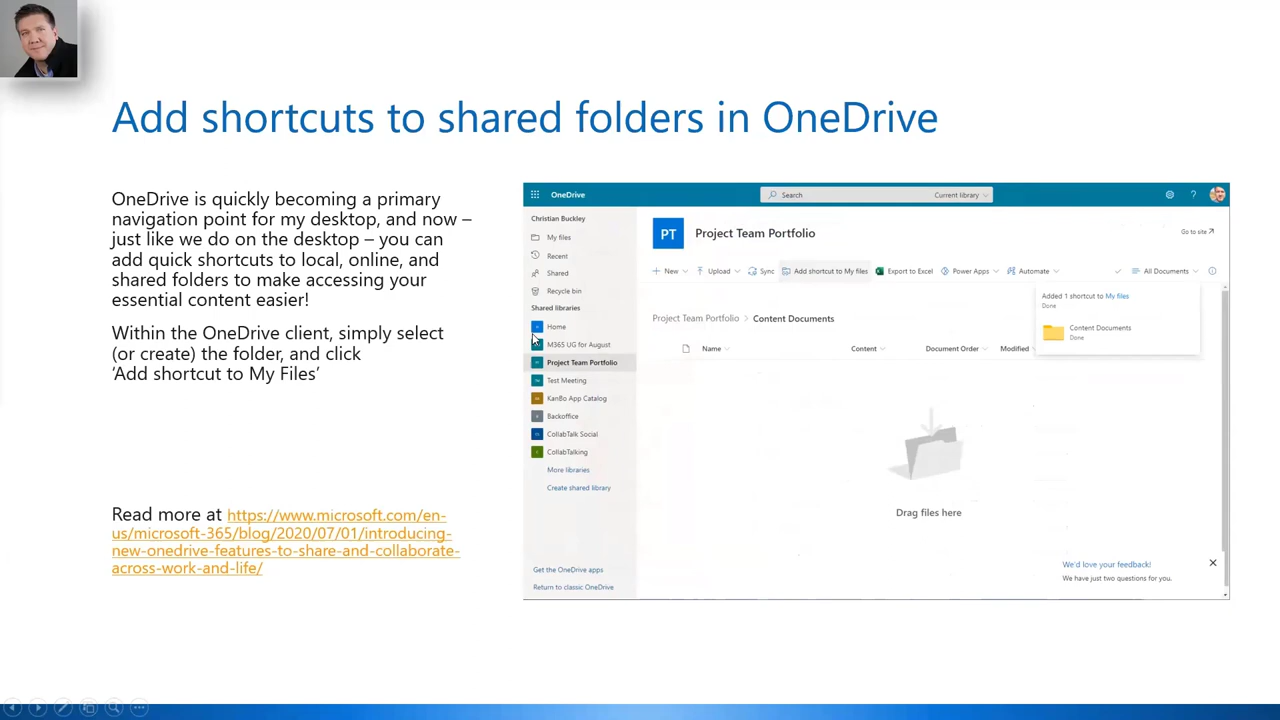 Add shortcuts to shared folders in OneDrive
OneDrive is quickly becoming a primary
navigation point for my desktop, and now –
just like we do on the desktop – you can
add quick shortcuts to local, online, and
shared folders to make accessing your
essential content easier!
Within the OneDrive client, simply select
(or create) the folder, and click
'Add shortcut to My Files'
Read more at https://www.microsoft.com/en-
us/microsoft-365/blog/2020/07/01/introducing-
new-onedrive-features-to-share-and-collaborate-
across-work-and-life/
OneDrive
Search
Current library
Christian Buckley
My files
Recent
Shared
Recycle bin
Shared libraries
Home
M365 UG for August
Project Team Portfolio
Test Meeting
KanBo App Catalog
Backoffice
CollabTalk Social
CollabTalking
More libraries
Create shared library
Get the OneDrive apps
Return to classic OneDrive
PT
Project Team Portfolio
Go to site
New
Upload
Sync
Add shortcut to My files
Export to Excel
Power Apps
Automate
All Documents
Project Team Portfolio > Content Documents
Added 1 shortcut to My files
Done
Content Documents
Done
Name
Content
Document Order
Modified
Drag files here
We'd love your feedback!
We have just two questions for you.